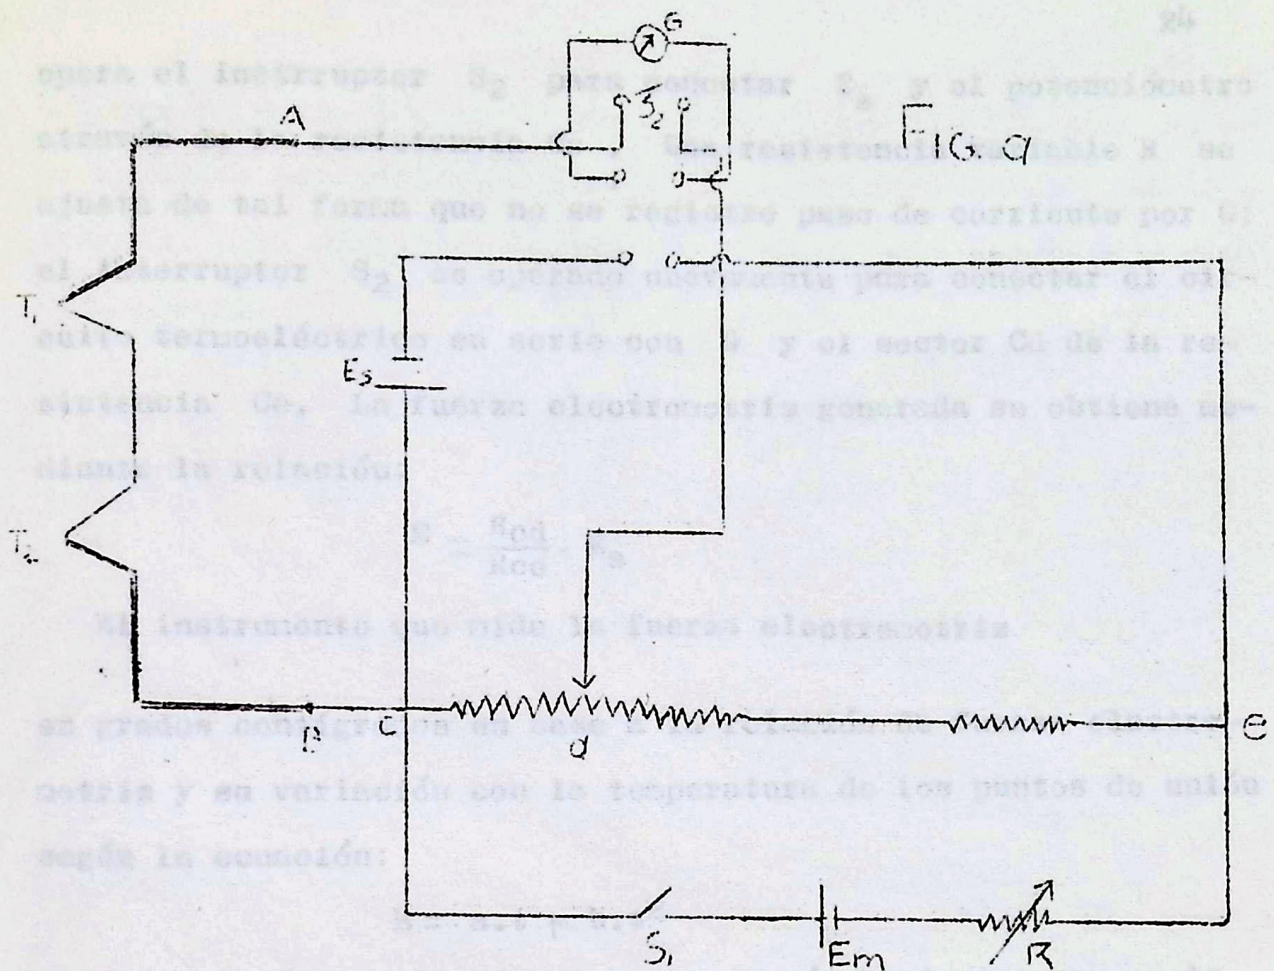 24
G
opera el interruptor S₂ para conectar Eₛ y el potenciómetro
S₂
A
través de la resistencia Ce. Una resistencia variable R se
ajusta de tal forma que no se registre paso de corriente por G;
el interruptor S₂ es operado nuevamente para conectar el cir-
T₁
cuito termoeléctrico en serie con G y el sector Cd de la re-
Es
sistencia Ce. La fuerza electromotriz generada se obtiene me-
diante la relación:
T₂
E = Rcd / Rce Eₛ
El instrumento que mide la fuerza electromotriz
en grados centígrados en base a la relación de fuerza electro-
B
C
d
e
motriz y su variación con la temperatura de los puntos de unión
según la ecuación:
S₁
Em
R